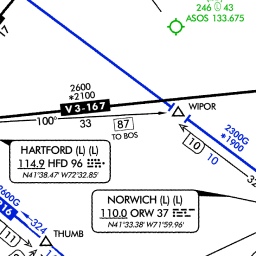 246 43
ASOS 133.675
2600
*2100
V3-167
WIPOR
100°
33
87
TO BOS
2300G
*1900
10
10
HARTFORD (L) (L)
114.9 HFD 96
N41°38.47' W72°32.85'
32
NORWICH (L) (L)
110.0 ORW 37
N41°33.38' W71°59.96'
2600G
216
324
11
THUMB